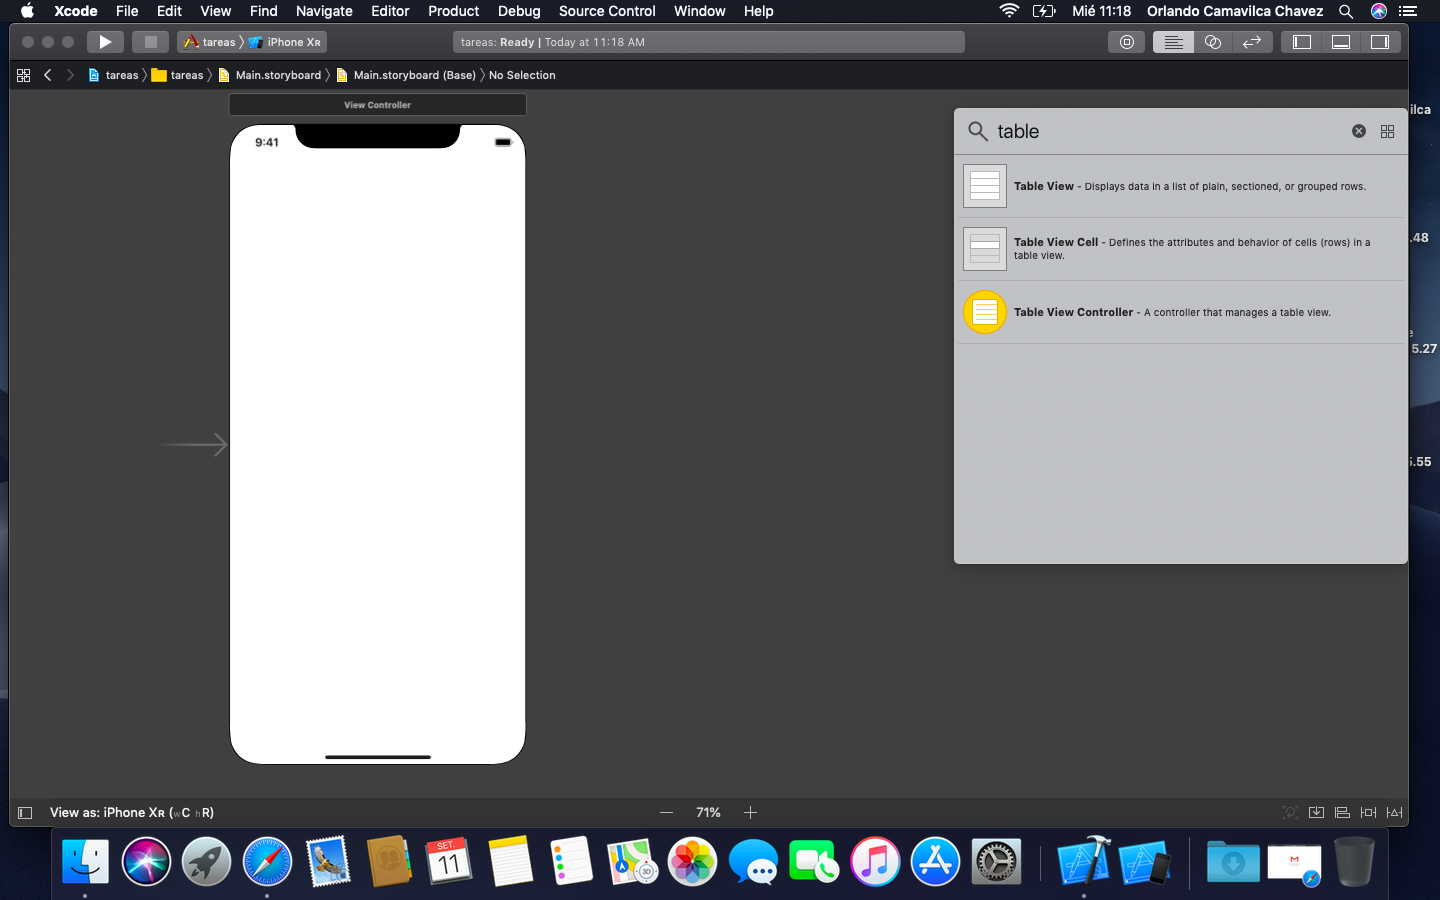 Xcode File Edit View Find Navigate Editor Product Debug Source Control Window Help Mié 11:18 Orlando Camavilca Chavez
tareas iPhone XR tareas: Ready | Today at 11:18 AM
tareas tareas Main.storyboard Main.storyboard (Base) No Selection
View Controller
9:41
table
Table View - Displays data in a list of plain, sectioned, or grouped rows.
Table View Cell - Defines the attributes and behavior of cells (rows) in a
table view.
Table View Controller - A controller that manages a table view.
ilca
.48
e
5.27
5.55
View as: iPhone XR (wC hR) 71%
SET.
11
3D
M